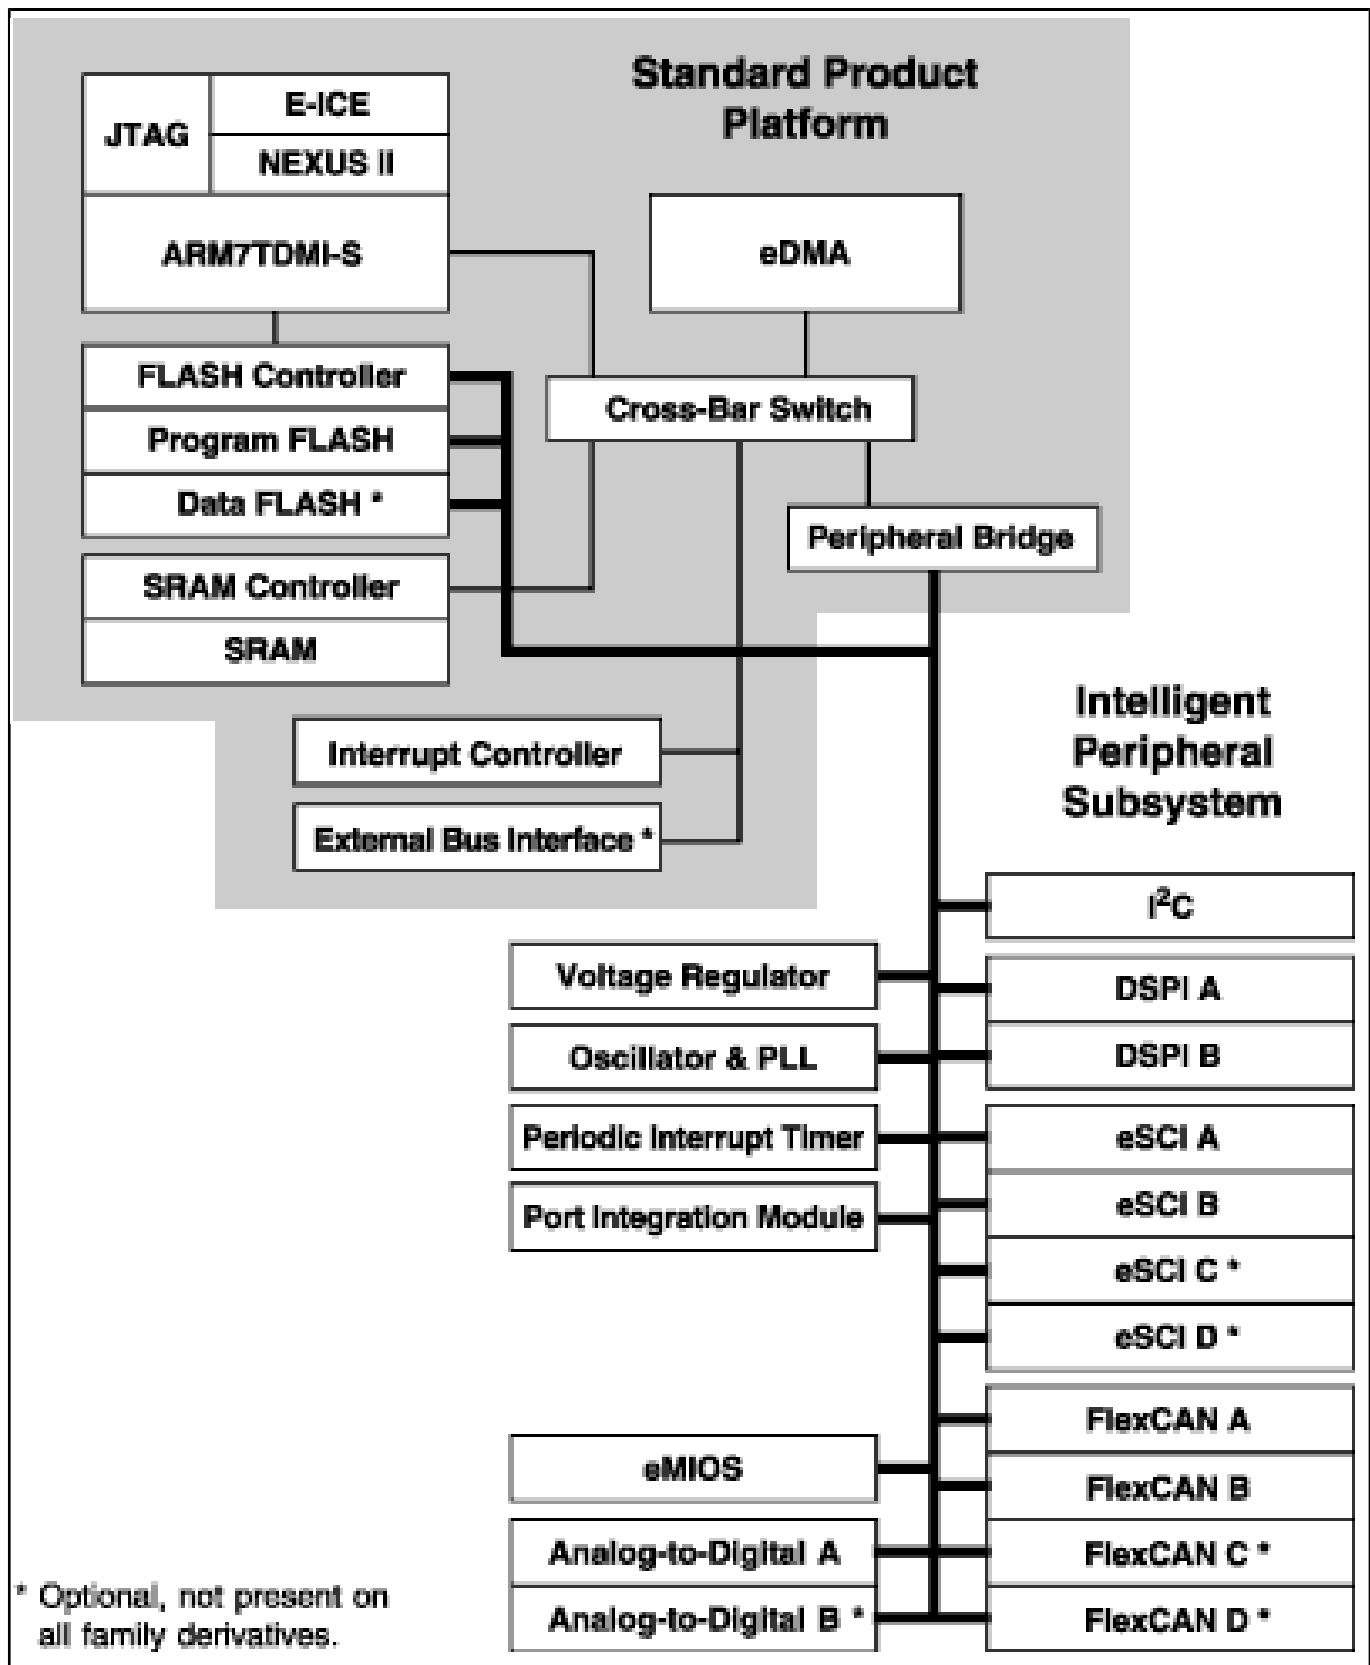 Standard Product
Platform
JTAG
E-ICE
NEXUS II
ARM7TDMI-S
eDMA
FLASH Controller
Cross-Bar Switch
Program FLASH
Data FLASH *
Peripheral Bridge
SRAM Controller
SRAM
Intelligent
Peripheral
Subsystem
Interrupt Controller
External Bus Interface *
I²C
Voltage Regulator
DSPI A
Oscillator & PLL
DSPI B
Periodic Interrupt Timer
eSCI A
Port Integration Module
eSCI B
eSCI C *
eSCI D *
FlexCAN A
eMIOS
FlexCAN B
Analog-to-Digital A
FlexCAN C *
Analog-to-Digital B *
FlexCAN D *
* Optional, not present on
all family derivatives.